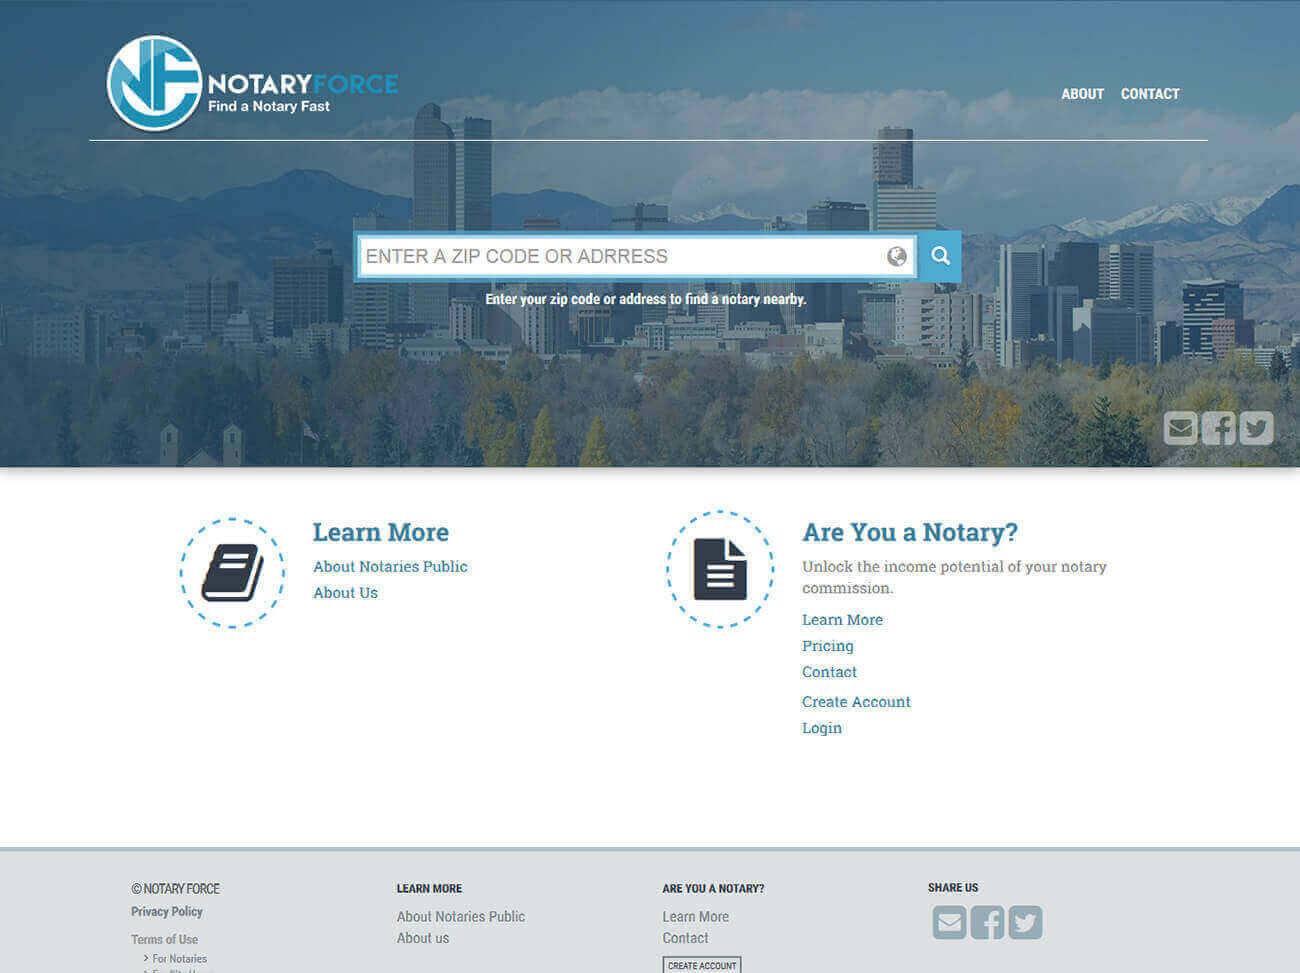 NOTARYFORCE
Find a Notary Fast
ABOUT CONTACT
ENTER A ZIP CODE OR ADRRESS
Enter your zip code or address to find a notary nearby.
Learn More
About Notaries Public
About Us
Are You a Notary?
Unlock the income potential of your notary
commission.
Learn More
Pricing
Contact
Create Account
Login
© NOTARY FORCE
Privacy Policy
Terms of Use
For Notaries
LEARN MORE
About Notaries Public
About us
ARE YOU A NOTARY?
Learn More
Contact
CREATE ACCOUNT
SHARE US